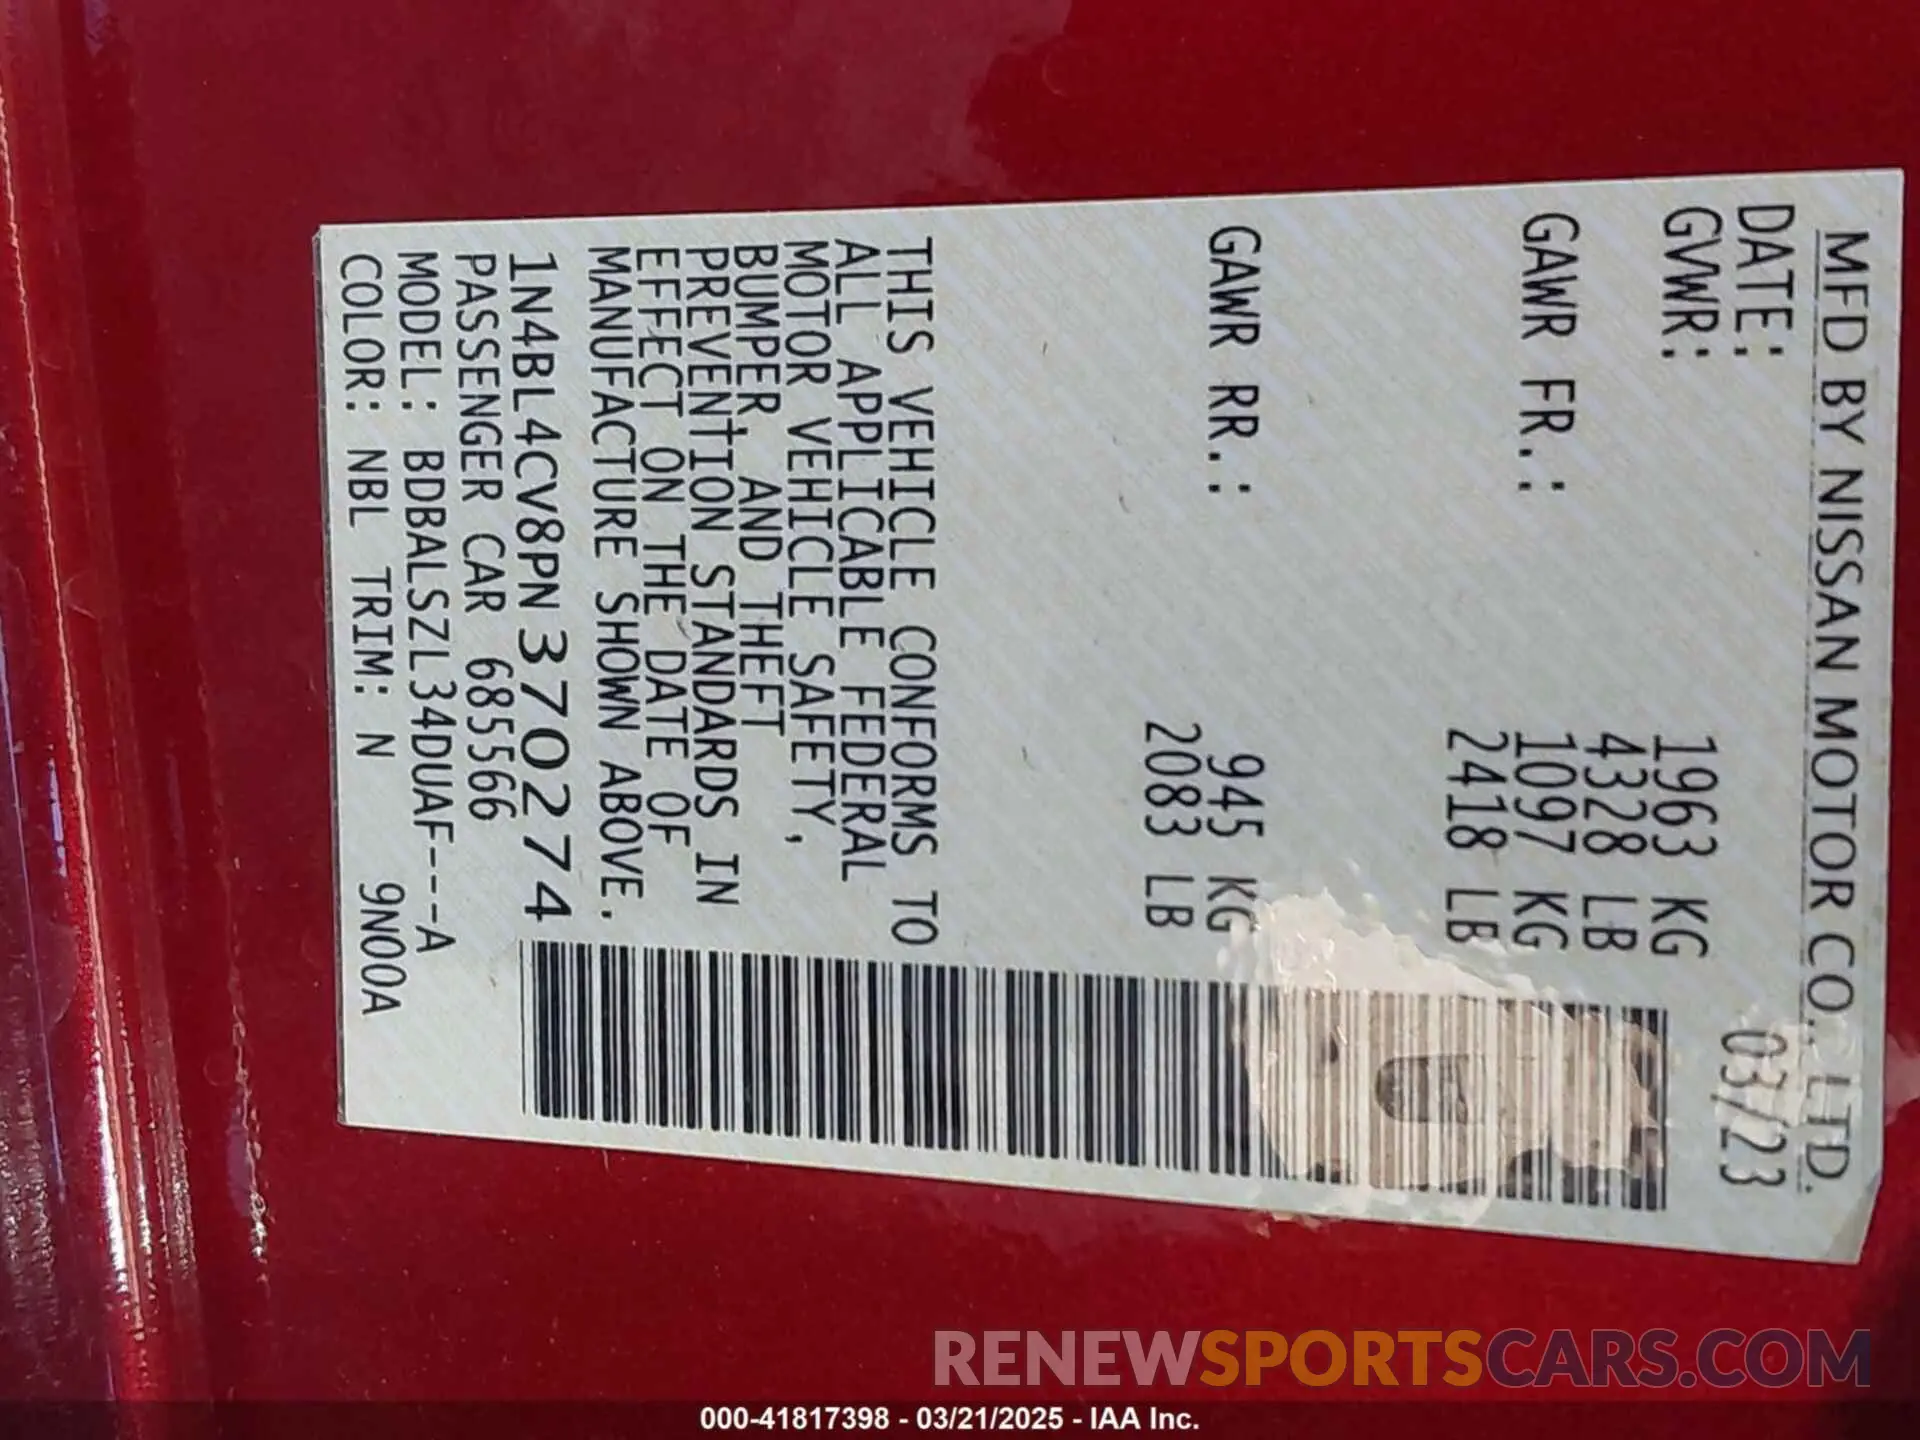 MFD BY NISSAN MOTOR CO., LTD.
DATE: 03/23
GVWR: 1963 KG
4328 LB
GAWR FR.: 1097 KG
2418 LB
GAWR RR.: 945 KG
2083 LB
THIS VEHICLE CONFORMS TO
ALL APPLICABLE FEDERAL
MOTOR VEHICLE SAFETY,
BUMPER, AND THEFT
PREVENTION STANDARDS IN
EFFECT ON THE DATE OF
MANUFACTURE SHOWN ABOVE.
1N4BL4CV8PN370274
PASSENGER CAR 685566
MODEL: BDBALSZL34DUAF---A
COLOR: NBL TRIM: N 9N00A
RENEWSPORTSCARS.COM
000-41817398 - 03/21/2025 - IAA Inc.